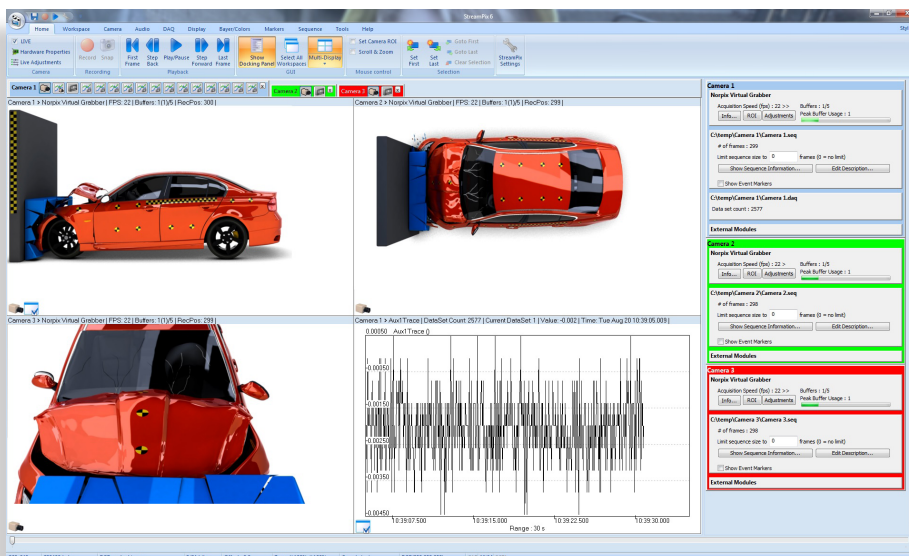 StreamPix 6
Home Workspace Camera Audio DAQ Display Bayer/Colors Markers Sequence Tools Help
LIVE
Hardware Properties
Live Adjustments
Camera
Record Snap
Recording
First Frame Step Back Play/Pause Step Forward Last Frame
Playback
Show Docking Panel Select All Workspaces Multi-Display
GUI
Set Camera ROI
Scroll & Zoom
Mouse control
Set First Set Last
Goto First
Goto Last
Clear Selection
Selection
StreamPix Settings
Camera 1 Camera 2 Camera 3
Camera 1 > Norpix Virtual Grabber | FPS: 22 | Buffers: 1(1)/5 | RecPos: 300 |
Camera 2 > Norpix Virtual Grabber | FPS: 22 | Buffers: 1(1)/5 | RecPos: 299 |
Camera 3 > Norpix Virtual Grabber | FPS: 22 | Buffers: 1(1)/5 | RecPos: 299 |
Camera 1 > Aux1Trace | DataSet Count: 2577 | Current DataSet: 1 | Value: -0.002 | Time: Tue Aug 20 10:39:05.009 |
0.00050 Aux1Trace ()
-0.00050
-0.00150
-0.00250
-0.00350
-0.00450
10:39:07.500 10:39:15.000 10:39:22.500 10:39:30.000
Range : 30 s
Camera 1
Norpix Virtual Grabber
Acquisition Speed (fps) : 22 >> Buffers : 1/5
Info... ROI Adjustments Peak Buffer Usage : 1
C:\temp\Camera 1\Camera 1.seq
# of frames : 299
Limit sequence size to 0 frames (0 = no limit)
Show Sequence Information... Edit Description...
Show Event Markers
C:\temp\Camera 1\Camera 1.daq
Data set count : 2577
External Modules
Camera 2
Norpix Virtual Grabber
Acquisition Speed (fps) : 22 > Buffers : 1/5
Info... ROI Adjustments Peak Buffer Usage : 1
C:\temp\Camera 2\Camera 2.seq
# of frames : 298
Limit sequence size to 0 frames (0 = no limit)
Show Sequence Information... Edit Description...
Show Event Markers
External Modules
Camera 3
Norpix Virtual Grabber
Acquisition Speed (fps) : 22 >> Buffers : 1/5
Info... ROI Adjustments Peak Buffer Usage : 1
C:\temp\Camera 3\Camera 3.seq
# of frames : 298
Limit sequence size to 0 frames (0 = no limit)
Show Sequence Information... Edit Description...
Show Event Markers
External Modules